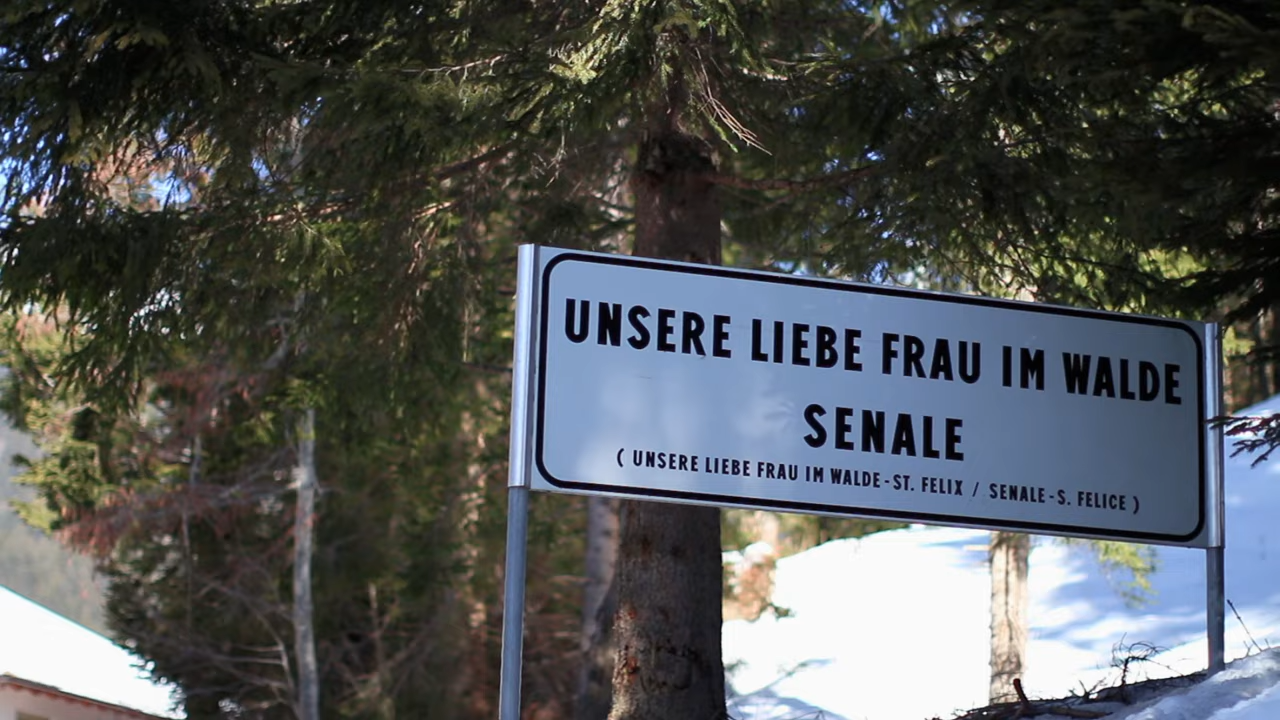 UNSERE LIEBE FRAU IM WALDE
SENALE
( UNSERE LIEBE FRAU IM WALDE-ST. FELIX / SENALE-S. FELICE )